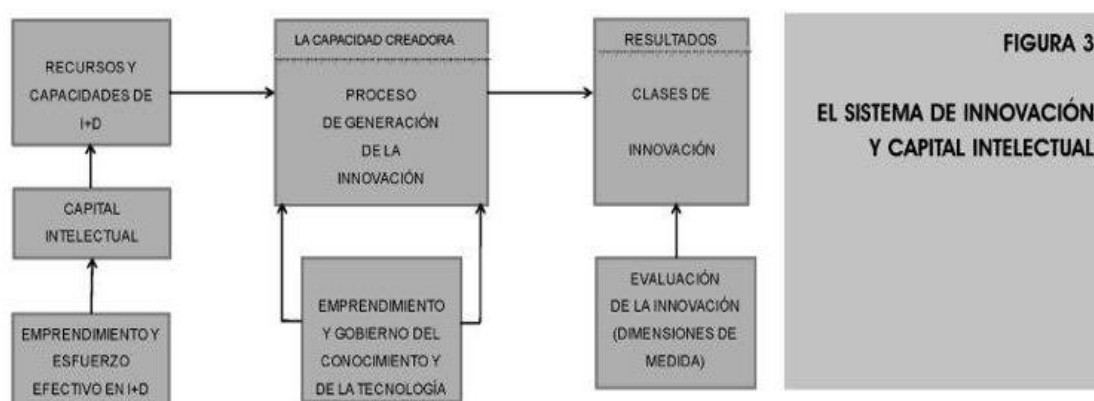 RECURSOS Y
CAPACIDADES DE
I+D
CAPITAL
INTELECTUAL
EMPRENDIMIENTO Y
ESFUERZO
EFECTIVO EN I+D
LA CAPACIDAD CREADORA
PROCESO
DE GENERACIÓN
DE LA
INNOVACIÓN
EMPRENDIMIENTO
Y GOBIERNO DEL
CONOCIMIENTO Y
DE LA TECNOLOGÍA
RESULTADOS
CLASES DE
INNOVACIÓN
EVALUACIÓN
DE LA INNOVACIÓN
(DIMENSIONES DE
MEDIDA)
FIGURA 3
EL SISTEMA DE INNOVACIÓN
Y CAPITAL INTELECTUAL